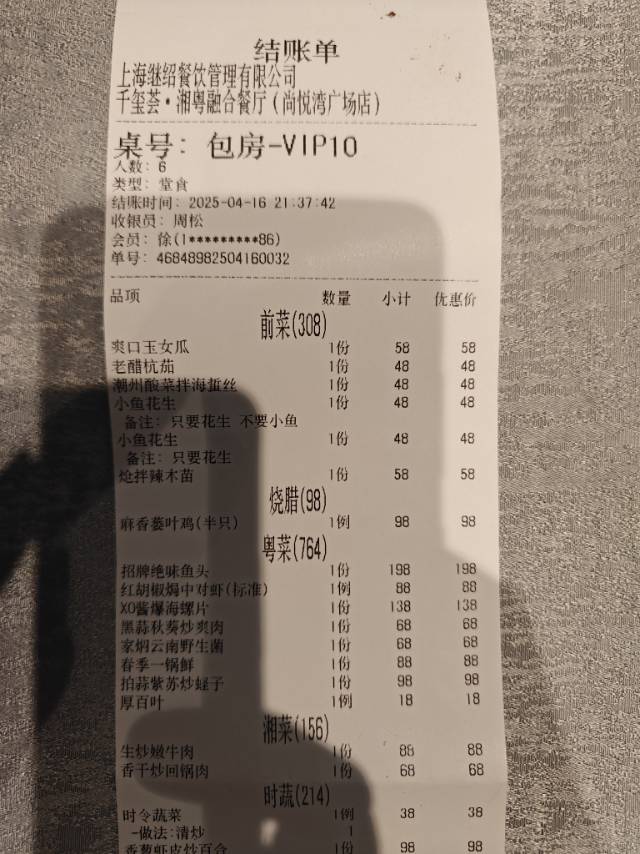 结账单
上海继绍餐饮管理有限公司
千玺荟·湘粤融合餐厅(尚悦湾广场店)
桌号: 包房-VIP10
人数: 6
类型: 堂食
结账时间: 2025-04-16 21:37:42
收银员: 周松
会员: 徐(1*********86)
单号: 46848982504160032
品项 数量 小计 优惠价
前菜(308)
爽口玉女瓜 1份 58 58
老醋杭茄 1份 48 48
潮州酸菜拌海蜇丝 1份 48 48
小鱼花生 1份 48 48
备注: 只要花生 不要小鱼
小鱼花生 1份 48 48
备注: 只要花生
炝拌辣木苗 1份 58 58
烧腊(98)
麻香蒌叶鸡(半只) 1例 98 98
粤菜(764)
招牌绝味鱼头 1份 198 198
红胡椒焗中对虾(标准) 1例 88 88
XO酱爆海螺片 1份 138 138
黑蒜秋葵炒爽肉 1份 68 68
家焖云南野生菌 1份 68 68
春季一锅鲜 1份 88 88
拍蒜紫苏炒蛏子 1份 98 98
厚百叶 1例 18 18
湘菜(156)
生炒嫩牛肉 1份 88 88
香干炒回锅肉 1份 68 68
时蔬(214)
时令蔬菜 1例 38 38
-做法:清炒 1
香葱虾皮炒百合 1份 98 98